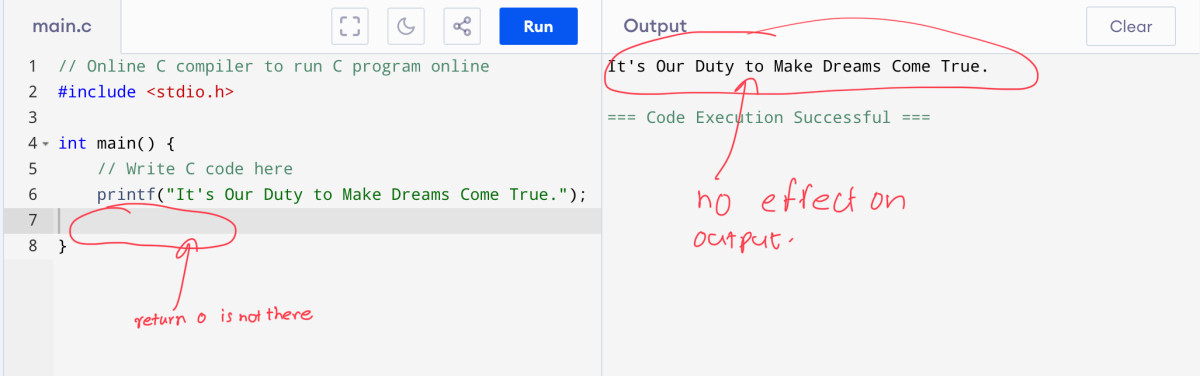 main.c
Run
Output
Clear
1 // Online C compiler to run C program online
2 #include <stdio.h>
3
4 int main() {
5 // Write C code here
6 printf("It's Our Duty to Make Dreams Come True.");
7
8 }
return 0 is not there
It's Our Duty to Make Dreams Come True.
=== Code Execution Successful ===
no effect on
output.